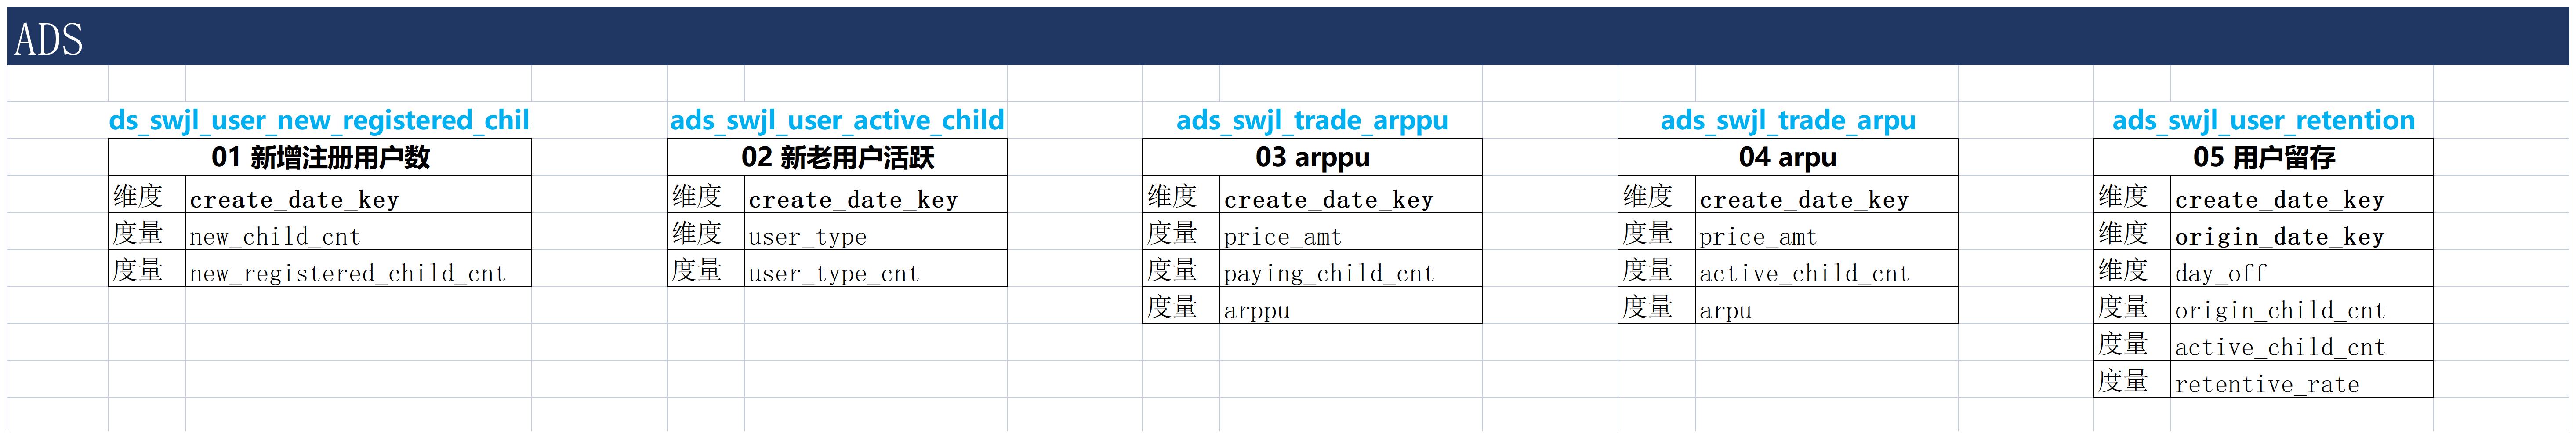 ADS
ds_swjl_user_new_registered_chil
01 新增注册用户数
维度 create_date_key
度量 new_child_cnt
度量 new_registered_child_cnt
ads_swjl_user_active_child
02 新老用户活跃
维度 create_date_key
维度 user_type
度量 user_type_cnt
ads_swjl_trade_arppu
03 arppu
维度 create_date_key
度量 price_amt
度量 paying_child_cnt
度量 arppu
ads_swjl_trade_arpu
04 arpu
维度 create_date_key
度量 price_amt
度量 active_child_cnt
度量 arpu
ads_swjl_user_retention
05 用户留存
维度 create_date_key
维度 origin_date_key
维度 day_off
度量 origin_child_cnt
度量 active_child_cnt
度量 retentive_rate